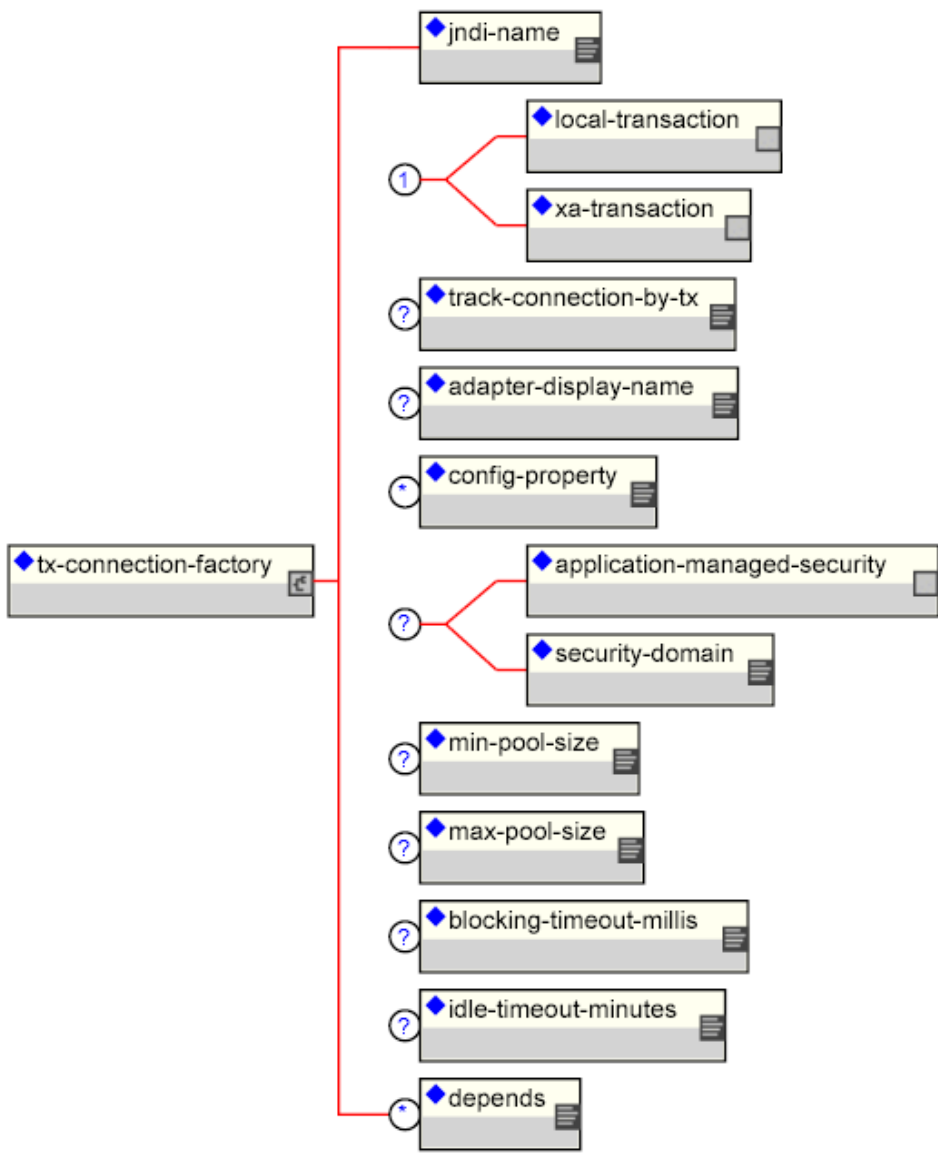 jndi-name
local-transaction
1
xa-transaction
? track-connection-by-tx
? adapter-display-name
* config-property
tx-connection-factory
application-managed-security
?
security-domain
? min-pool-size
? max-pool-size
? blocking-timeout-millis
? idle-timeout-minutes
* depends